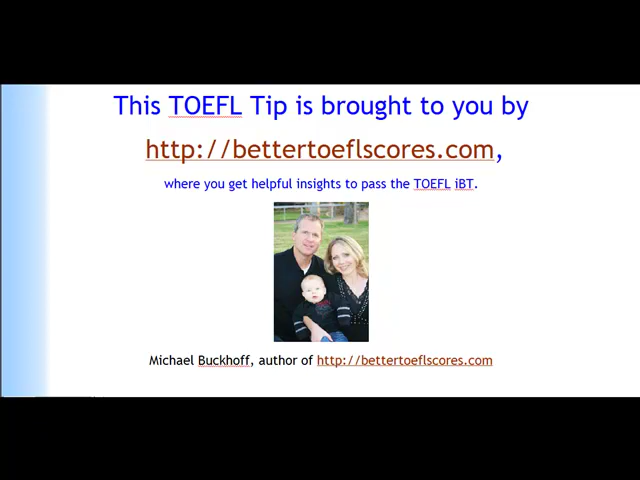 This TOEFL Tip is brought to you by
http://bettertoeflscores.com,
where you get helpful insights to pass the TOEFL iBT.
Michael Buckhoff, author of http://bettertoeflscores.com